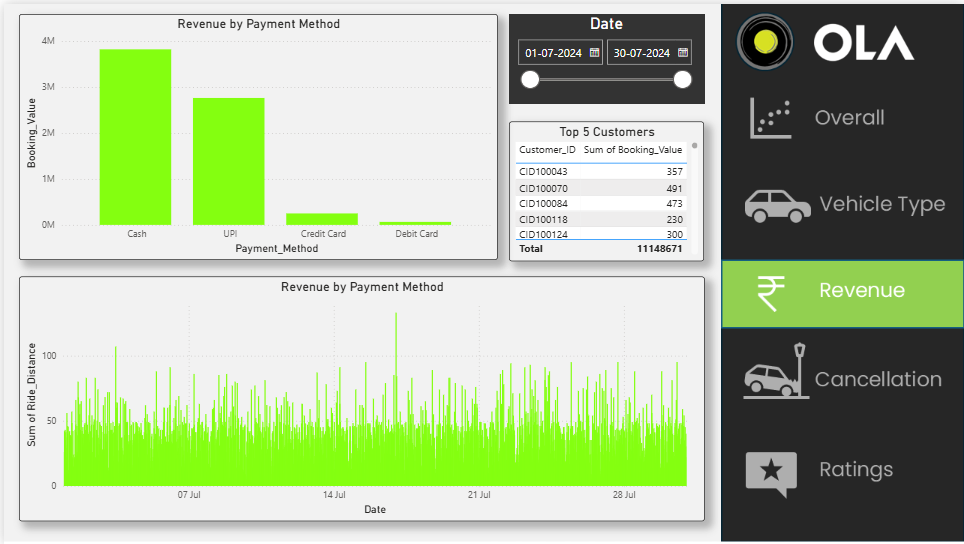 Revenue by Payment Method
4M
3M
2M
1M
0M
Booking_Value
Cash
UPI
Credit Card
Debit Card
Payment_Method
Date
01-07-2024
30-07-2024
Top 5 Customers
Customer_ID Sum of Booking_Value
CID100043 357
CID100070 491
CID100084 473
CID100118 230
CID100124 300
Total 11148671
Revenue by Payment Method
100
50
0
Sum of Ride_Distance
07 Jul
14 Jul
21 Jul
28 Jul
Date
OLA
Overall
Vehicle Type
₹ Revenue
Cancellation
Ratings